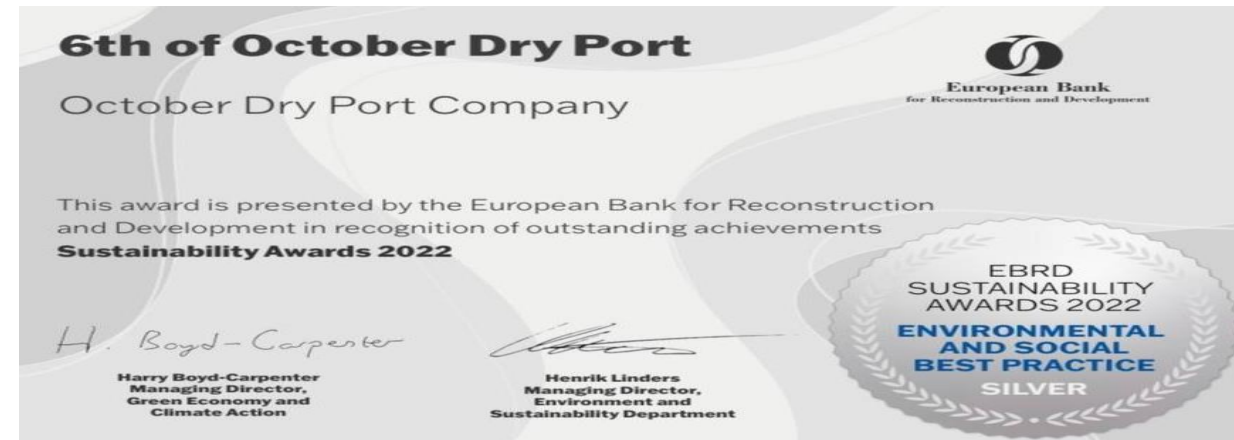 6th of October Dry Port
October Dry Port Company
European Bank
for Reconstruction and Development
This award is presented by the European Bank for Reconstruction
and Development in recognition of outstanding achievements
Sustainability Awards 2022
H. Boyd-Carpenter
Harry Boyd-Carpenter
Managing Director,
Green Economy and
Climate Action
Henrik Linders
Managing Director,
Environment and
Sustainability Department
EBRD
SUSTAINABILITY
AWARDS 2022
ENVIRONMENTAL
AND SOCIAL
BEST PRACTICE
SILVER